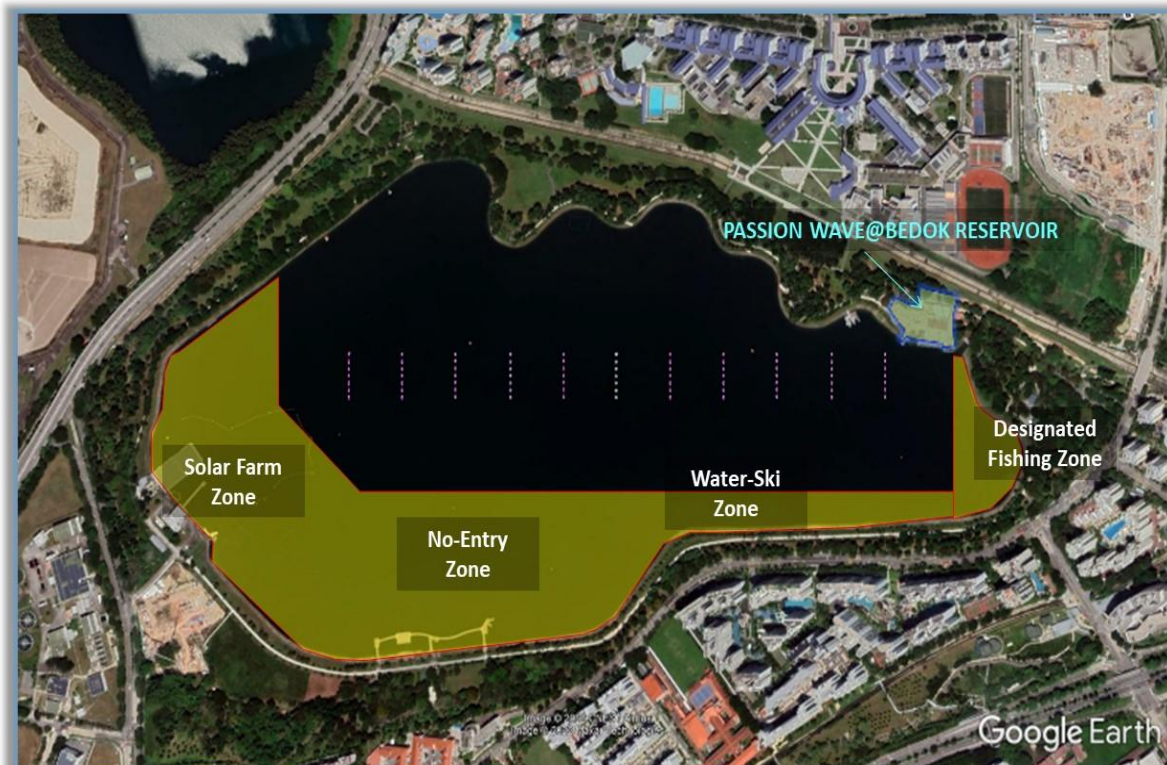 PASSION WAVE@BEDOK RESERVOIR
Designated
Fishing Zone
Solar Farm
Zone
Water-Ski
Zone
No-Entry
Zone
Google Earth